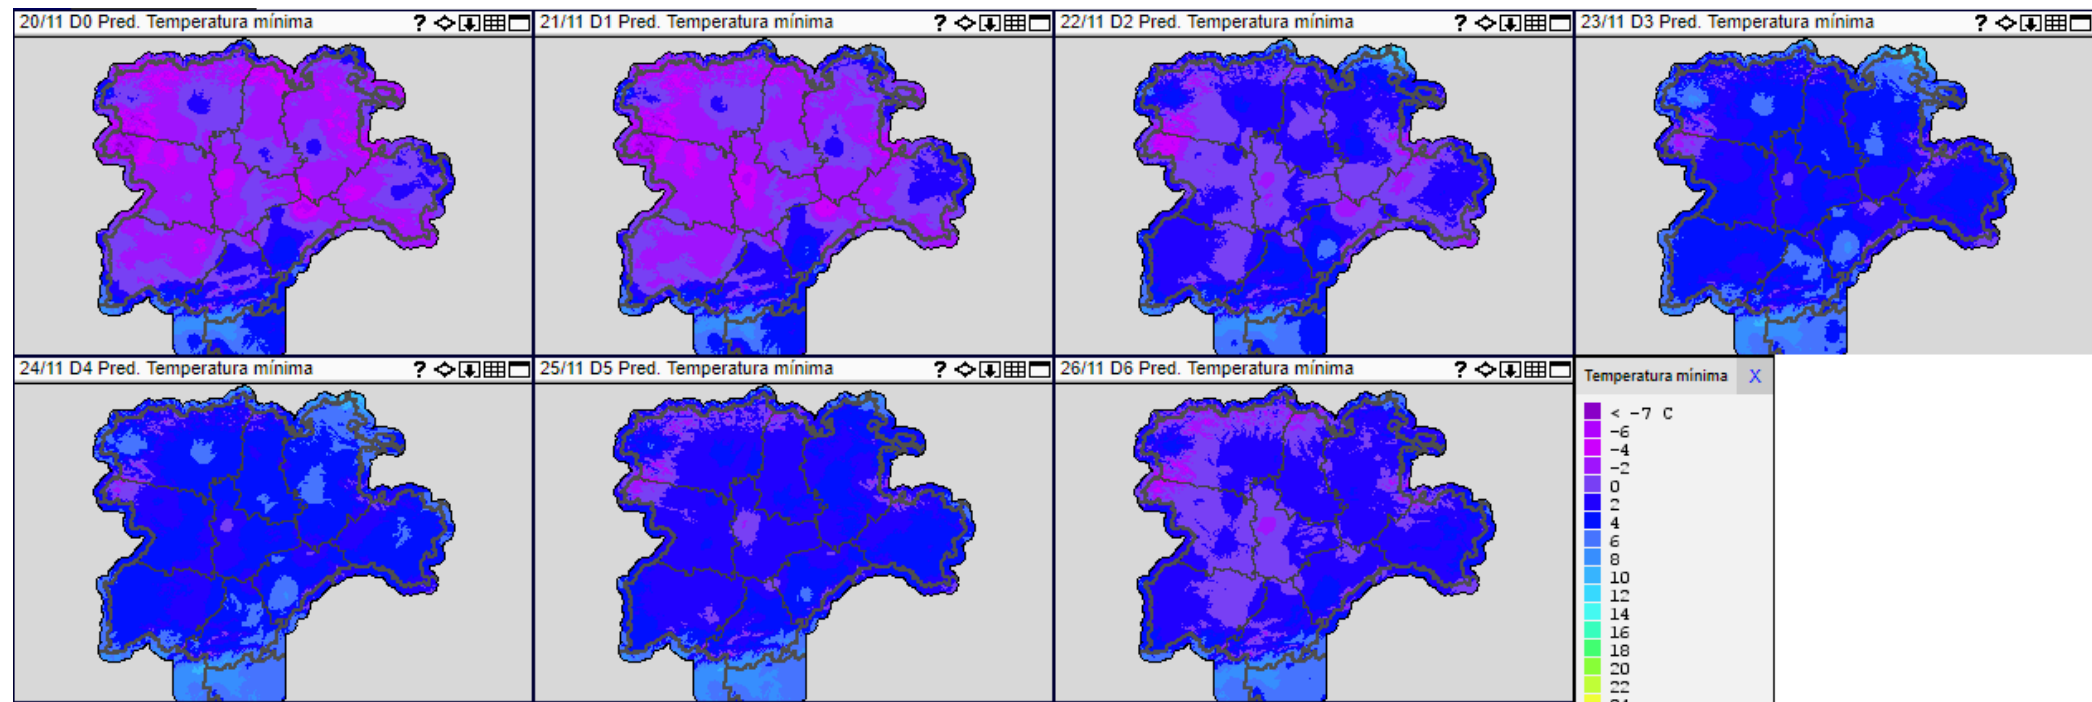 20/11 D0 Pred. Temperatura mínima ?
21/11 D1 Pred. Temperatura mínima ?
22/11 D2 Pred. Temperatura mínima ?
23/11 D3 Pred. Temperatura mínima ?
24/11 D4 Pred. Temperatura mínima ?
25/11 D5 Pred. Temperatura mínima ?
26/11 D6 Pred. Temperatura mínima ?
Temperatura mínima X
< -7 C
-6
-4
-2
0
2
4
6
8
10
12
14
16
18
20
22